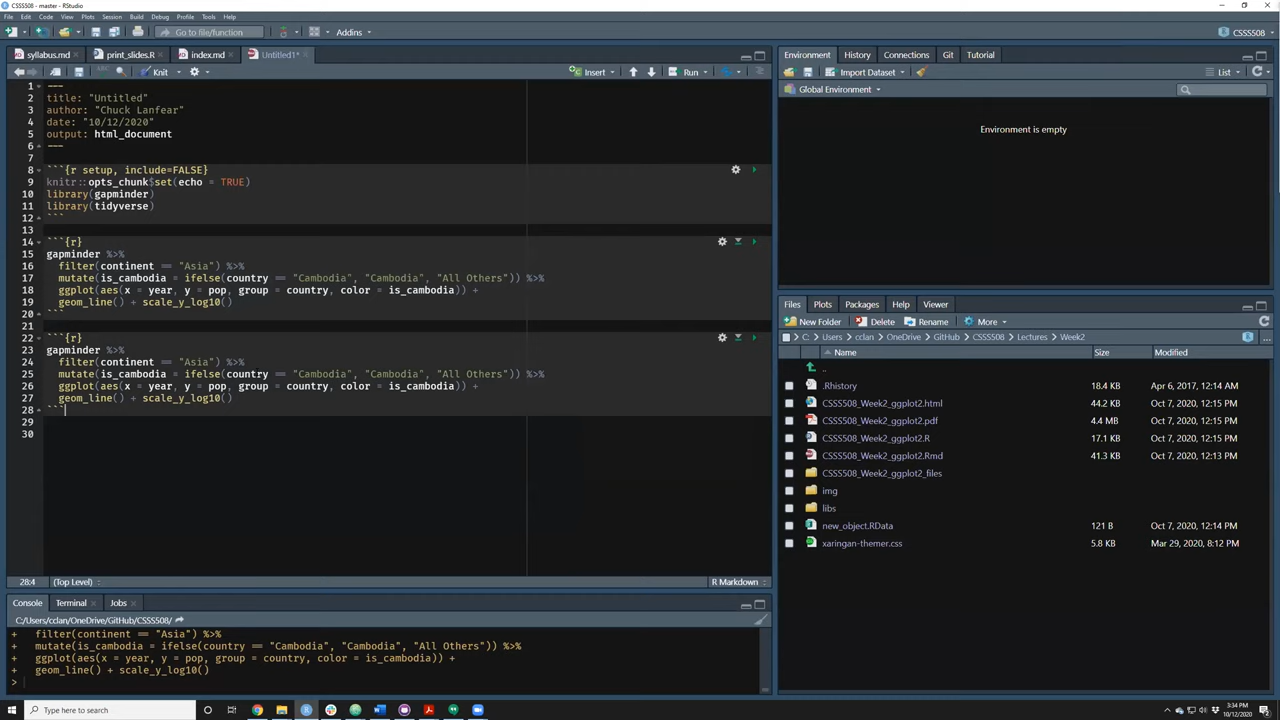 CSSS508 - master - RStudio
File Edit Code View Plots Session Build Debug Profile Tools Help
Go to file/function Addins CSSS508
syllabus.md print_slides.R index.md Untitled1*
Knit Insert Run
1 ---
2 title: "Untitled"
3 author: "Chuck Lanfear"
4 date: "10/12/2020"
5 output: html_document
6 ---
7
8 ```{r setup, include=FALSE}
9 knitr::opts_chunk$set(echo = TRUE)
10 library(gapminder)
11 library(tidyverse)
12 ```
13
14 ```{r}
15 gapminder %>%
16 filter(continent == "Asia") %>%
17 mutate(is_cambodia = ifelse(country == "Cambodia", "Cambodia", "All Others")) %>%
18 ggplot(aes(x = year, y = pop, group = country, color = is_cambodia)) +
19 geom_line() + scale_y_log10()
20 ```
21
22 ```{r}
23 gapminder %>%
24 filter(continent == "Asia") %>%
25 mutate(is_cambodia = ifelse(country == "Cambodia", "Cambodia", "All Others")) %>%
26 ggplot(aes(x = year, y = pop, group = country, color = is_cambodia)) +
27 geom_line() + scale_y_log10()
28 ```
29
30
28:4 (Top Level) R Markdown
Console Terminal Jobs
C:/Users/cclan/OneDrive/GitHub/CSSS508/
+ filter(continent == "Asia") %>%
+ mutate(is_cambodia = ifelse(country == "Cambodia", "Cambodia", "All Others")) %>%
+ ggplot(aes(x = year, y = pop, group = country, color = is_cambodia)) +
+ geom_line() + scale_y_log10()
>
Environment History Connections Git Tutorial
Import Dataset List
Global Environment
Environment is empty
Files Plots Packages Help Viewer
New Folder Delete Rename More
C: Users cclan OneDrive GitHub CSSS508 Lectures Week2 ...
Name Size Modified
..
.Rhistory 18.4 KB Apr 6, 2017, 12:14 AM
CSSS508_Week2_ggplot2.html 44.2 KB Oct 7, 2020, 12:15 PM
CSSS508_Week2_ggplot2.pdf 4.4 MB Oct 7, 2020, 12:15 PM
CSSS508_Week2_ggplot2.R 17.1 KB Oct 7, 2020, 12:15 PM
CSSS508_Week2_ggplot2.Rmd 41.3 KB Oct 7, 2020, 12:13 PM
CSSS508_Week2_ggplot2_files
img
libs
new_object.RData 121 B Oct 7, 2020, 12:14 PM
xaringan-themer.css 5.8 KB Mar 29, 2020, 8:12 PM
Type here to search
3:34 PM
10/12/2020